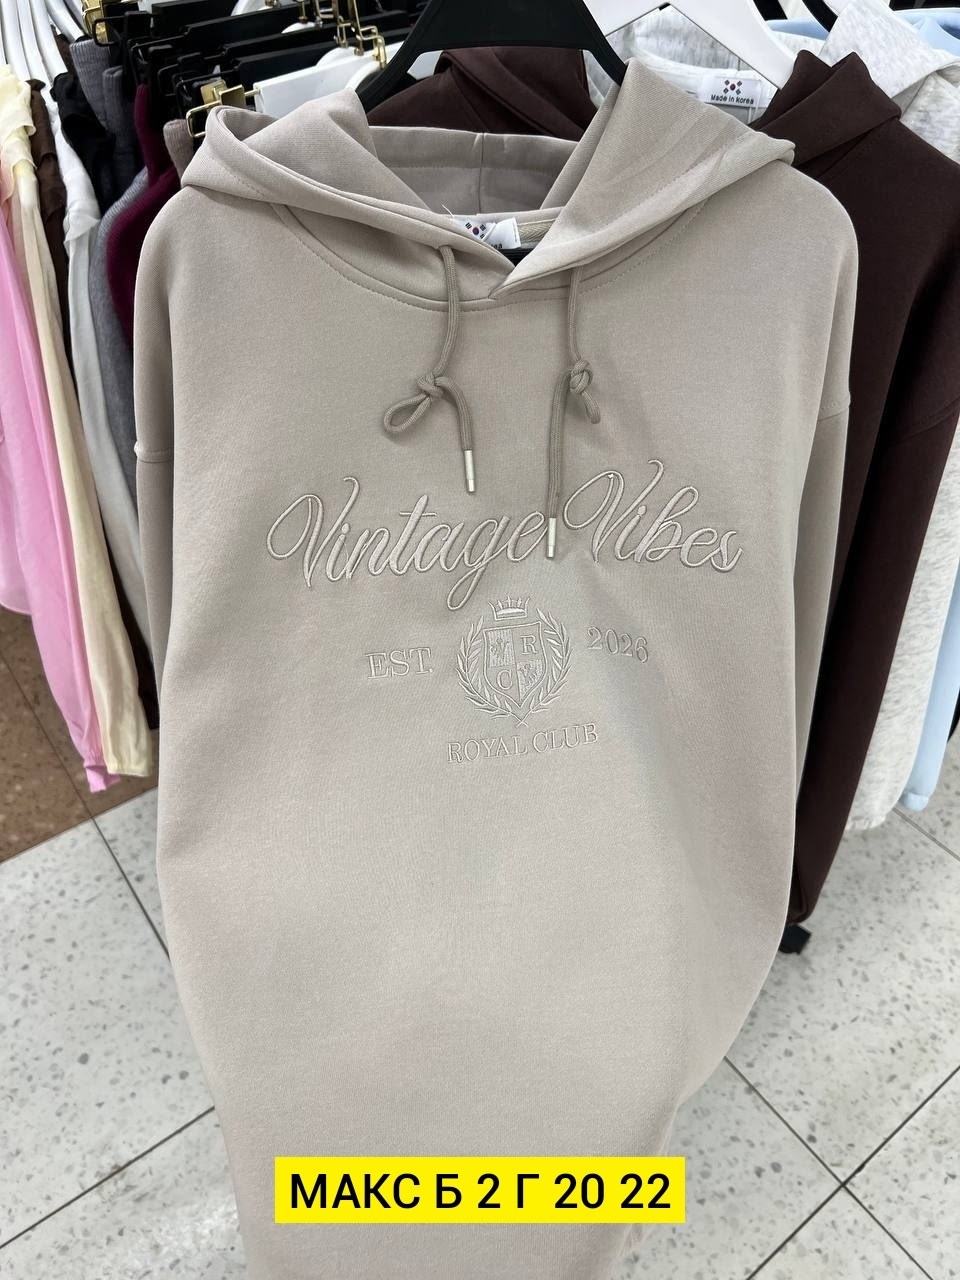 Made in Korea
Vintage Vibes
EST. 2026
R
C
ROYAL CLUB
МАКС Б 2 Г 20 22